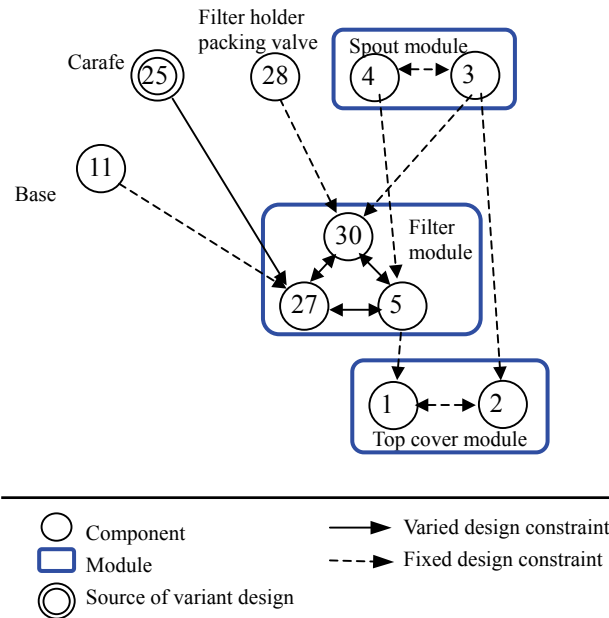 Filter holder
packing valve
Spout module
Carafe
25
28
4
3
11
Base
30
Filter
module
27
5
1
2
Top cover module
Component
Module
Source of variant design
Varied design constraint
Fixed design constraint